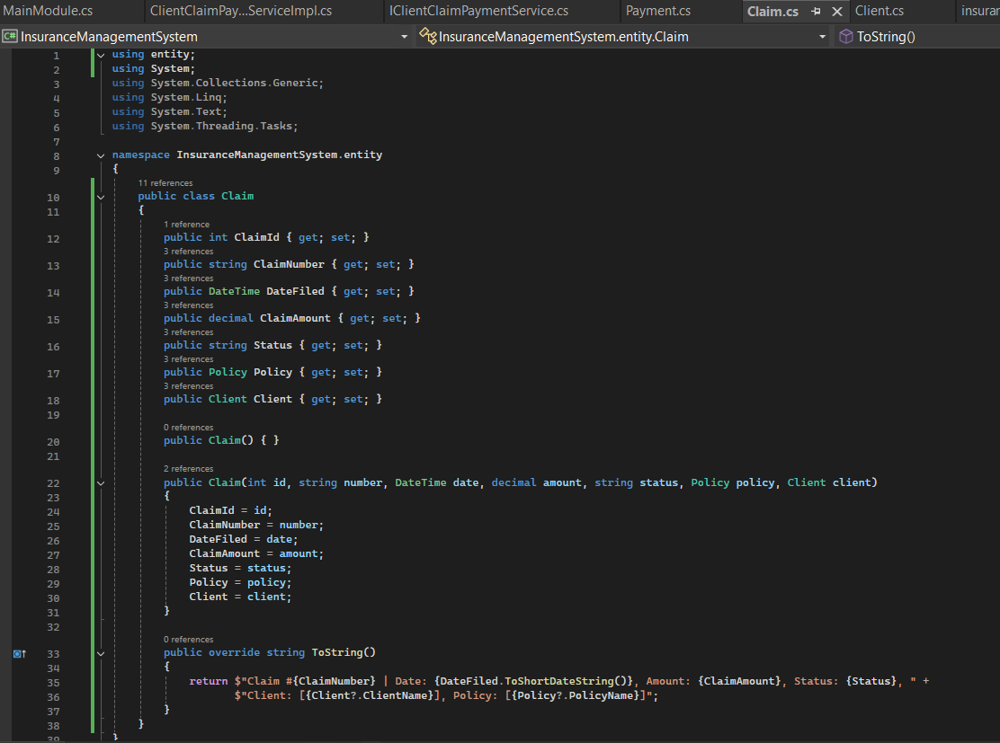 MainModule.cs ClientClaimPay...ServiceImpl.cs IClientClaimPaymentService.cs Payment.cs Claim.cs Client.cs insurar
C# InsuranceManagementSystem InsuranceManagementSystem.entity.Claim ToString()
1 using entity;
2 using System;
3 using System.Collections.Generic;
4 using System.Linq;
5 using System.Text;
6 using System.Threading.Tasks;
7
8 namespace InsuranceManagementSystem.entity
9 {
11 references
10 public class Claim
11 {
1 reference
12 public int ClaimId { get; set; }
3 references
13 public string ClaimNumber { get; set; }
3 references
14 public DateTime DateFiled { get; set; }
3 references
15 public decimal ClaimAmount { get; set; }
3 references
16 public string Status { get; set; }
3 references
17 public Policy Policy { get; set; }
3 references
18 public Client Client { get; set; }
19
0 references
20 public Claim() { }
21
2 references
22 public Claim(int id, string number, DateTime date, decimal amount, string status, Policy policy, Client client)
23 {
24 ClaimId = id;
25 ClaimNumber = number;
26 DateFiled = date;
27 ClaimAmount = amount;
28 Status = status;
29 Policy = policy;
30 Client = client;
31 }
32
0 references
33 public override string ToString()
34 {
35 return $"Claim #{ClaimNumber} | Date: {DateFiled.ToShortDateString()}, Amount: {ClaimAmount}, Status: {Status}, " +
36 $"Client: [{Client?.ClientName}], Policy: [{Policy?.PolicyName}]";
37 }
38 }
39 }